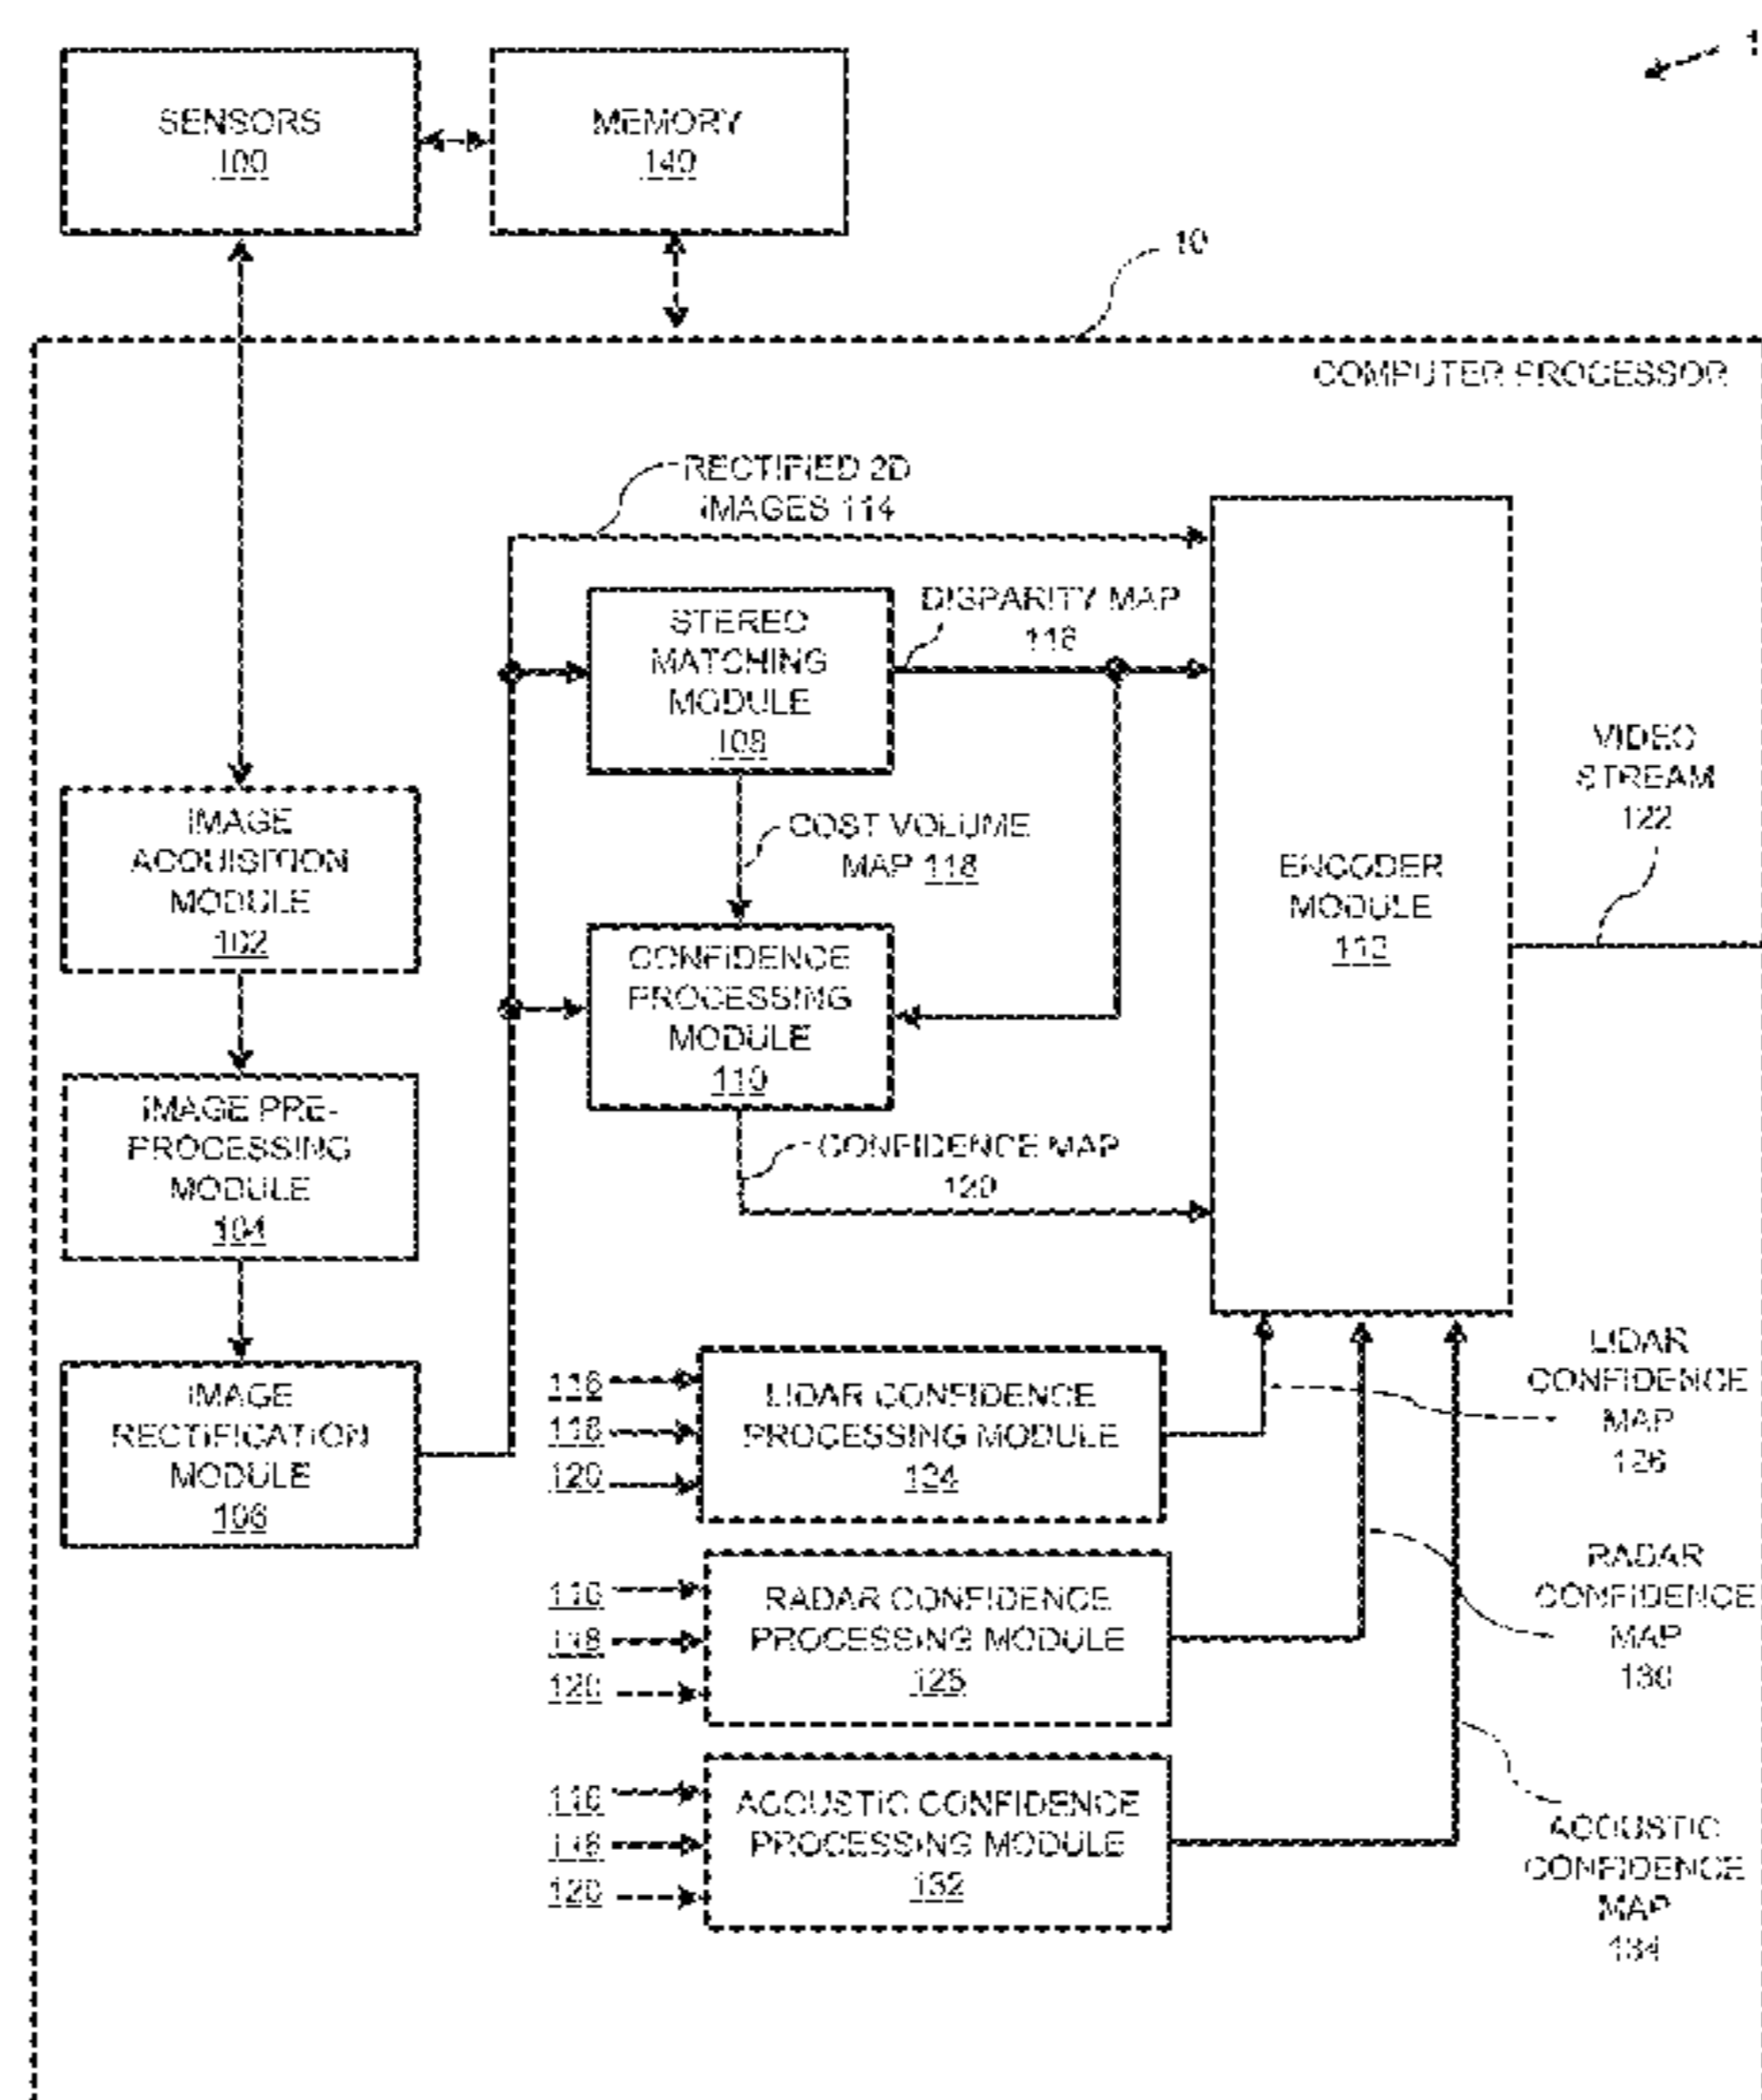 1
SENSORS
100
MEMORY
140
10
COMPUTER PROCESSOR
RECTIFIED 2D
IMAGES 114
STEREO
MATCHING
MODULE
108
DISPARITY MAP
116
COST VOLUME
MAP 118
VIDEO
STREAM
122
IMAGE
ACQUISITION
MODULE
102
ENCODER
MODULE
112
CONFIDENCE
PROCESSING
MODULE
110
IMAGE PRE-
PROCESSING
MODULE
104
CONFIDENCE MAP
120
IMAGE
RECTIFICATION
MODULE
106
116
118
120
LIDAR CONFIDENCE
PROCESSING MODULE
124
LIDAR
CONFIDENCE
MAP
126
116
118
120
RADAR CONFIDENCE
PROCESSING MODULE
RADAR
CONFIDENCE
MAP
130
116
118
120
ACOUSTIC CONFIDENCE
PROCESSING MODULE
132
ACOUSTIC
CONFIDENCE
MAP
134